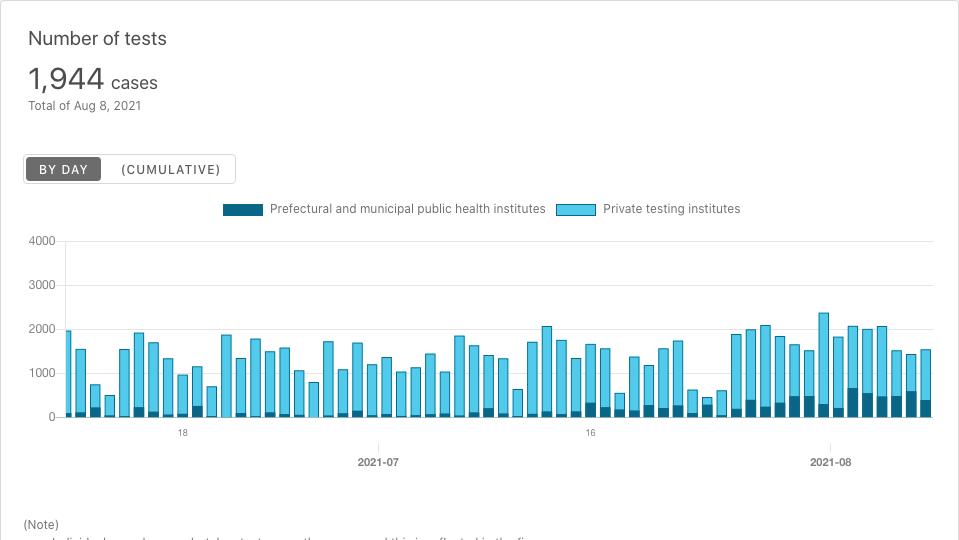 Number of tests
1,944 cases
Total of Aug 8, 2021
BY DAY (CUMULATIVE)
Prefectural and municipal public health institutes Private testing institutes
4000
3000
2000
1000
0
18 16
2021-07 2021-08
(Note)